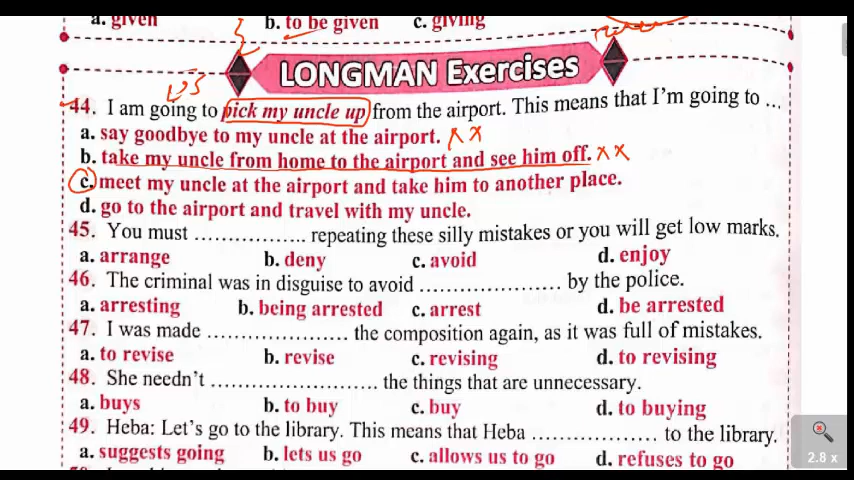 a. given b. to be given c. giving
LONGMAN Exercises
44. I am going to pick my uncle up from the airport. This means that I'm going to ...
a. say goodbye to my uncle at the airport.
b. take my uncle from home to the airport and see him off.
c. meet my uncle at the airport and take him to another place.
d. go to the airport and travel with my uncle.
45. You must ................ repeating these silly mistakes or you will get low marks.
a. arrange b. deny c. avoid d. enjoy
46. The criminal was in disguise to avoid .................... by the police.
a. arresting b. being arrested c. arrest d. be arrested
47. I was made .................... the composition again, as it was full of mistakes.
a. to revise b. revise c. revising d. to revising
48. She needn't ....................... the things that are unnecessary.
a. buys b. to buy c. buy d. to buying
49. Heba: Let's go to the library. This means that Heba ................. to the library.
a. suggests going b. lets us go c. allows us to go d. refuses to go
2.8 x